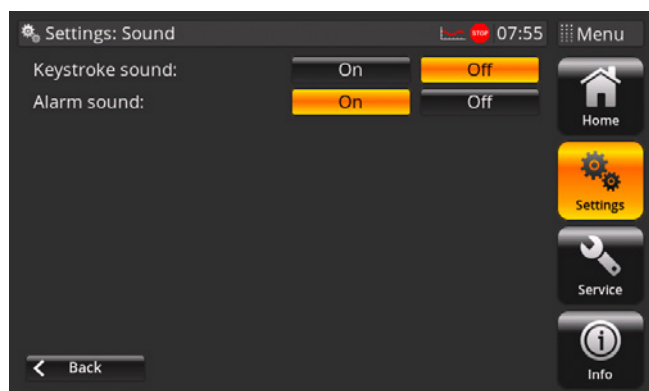 Settings: Sound STOP 07:55 Menu
Keystroke sound: On Off
Alarm sound: On Off
Home
Settings
Service
Back
Info